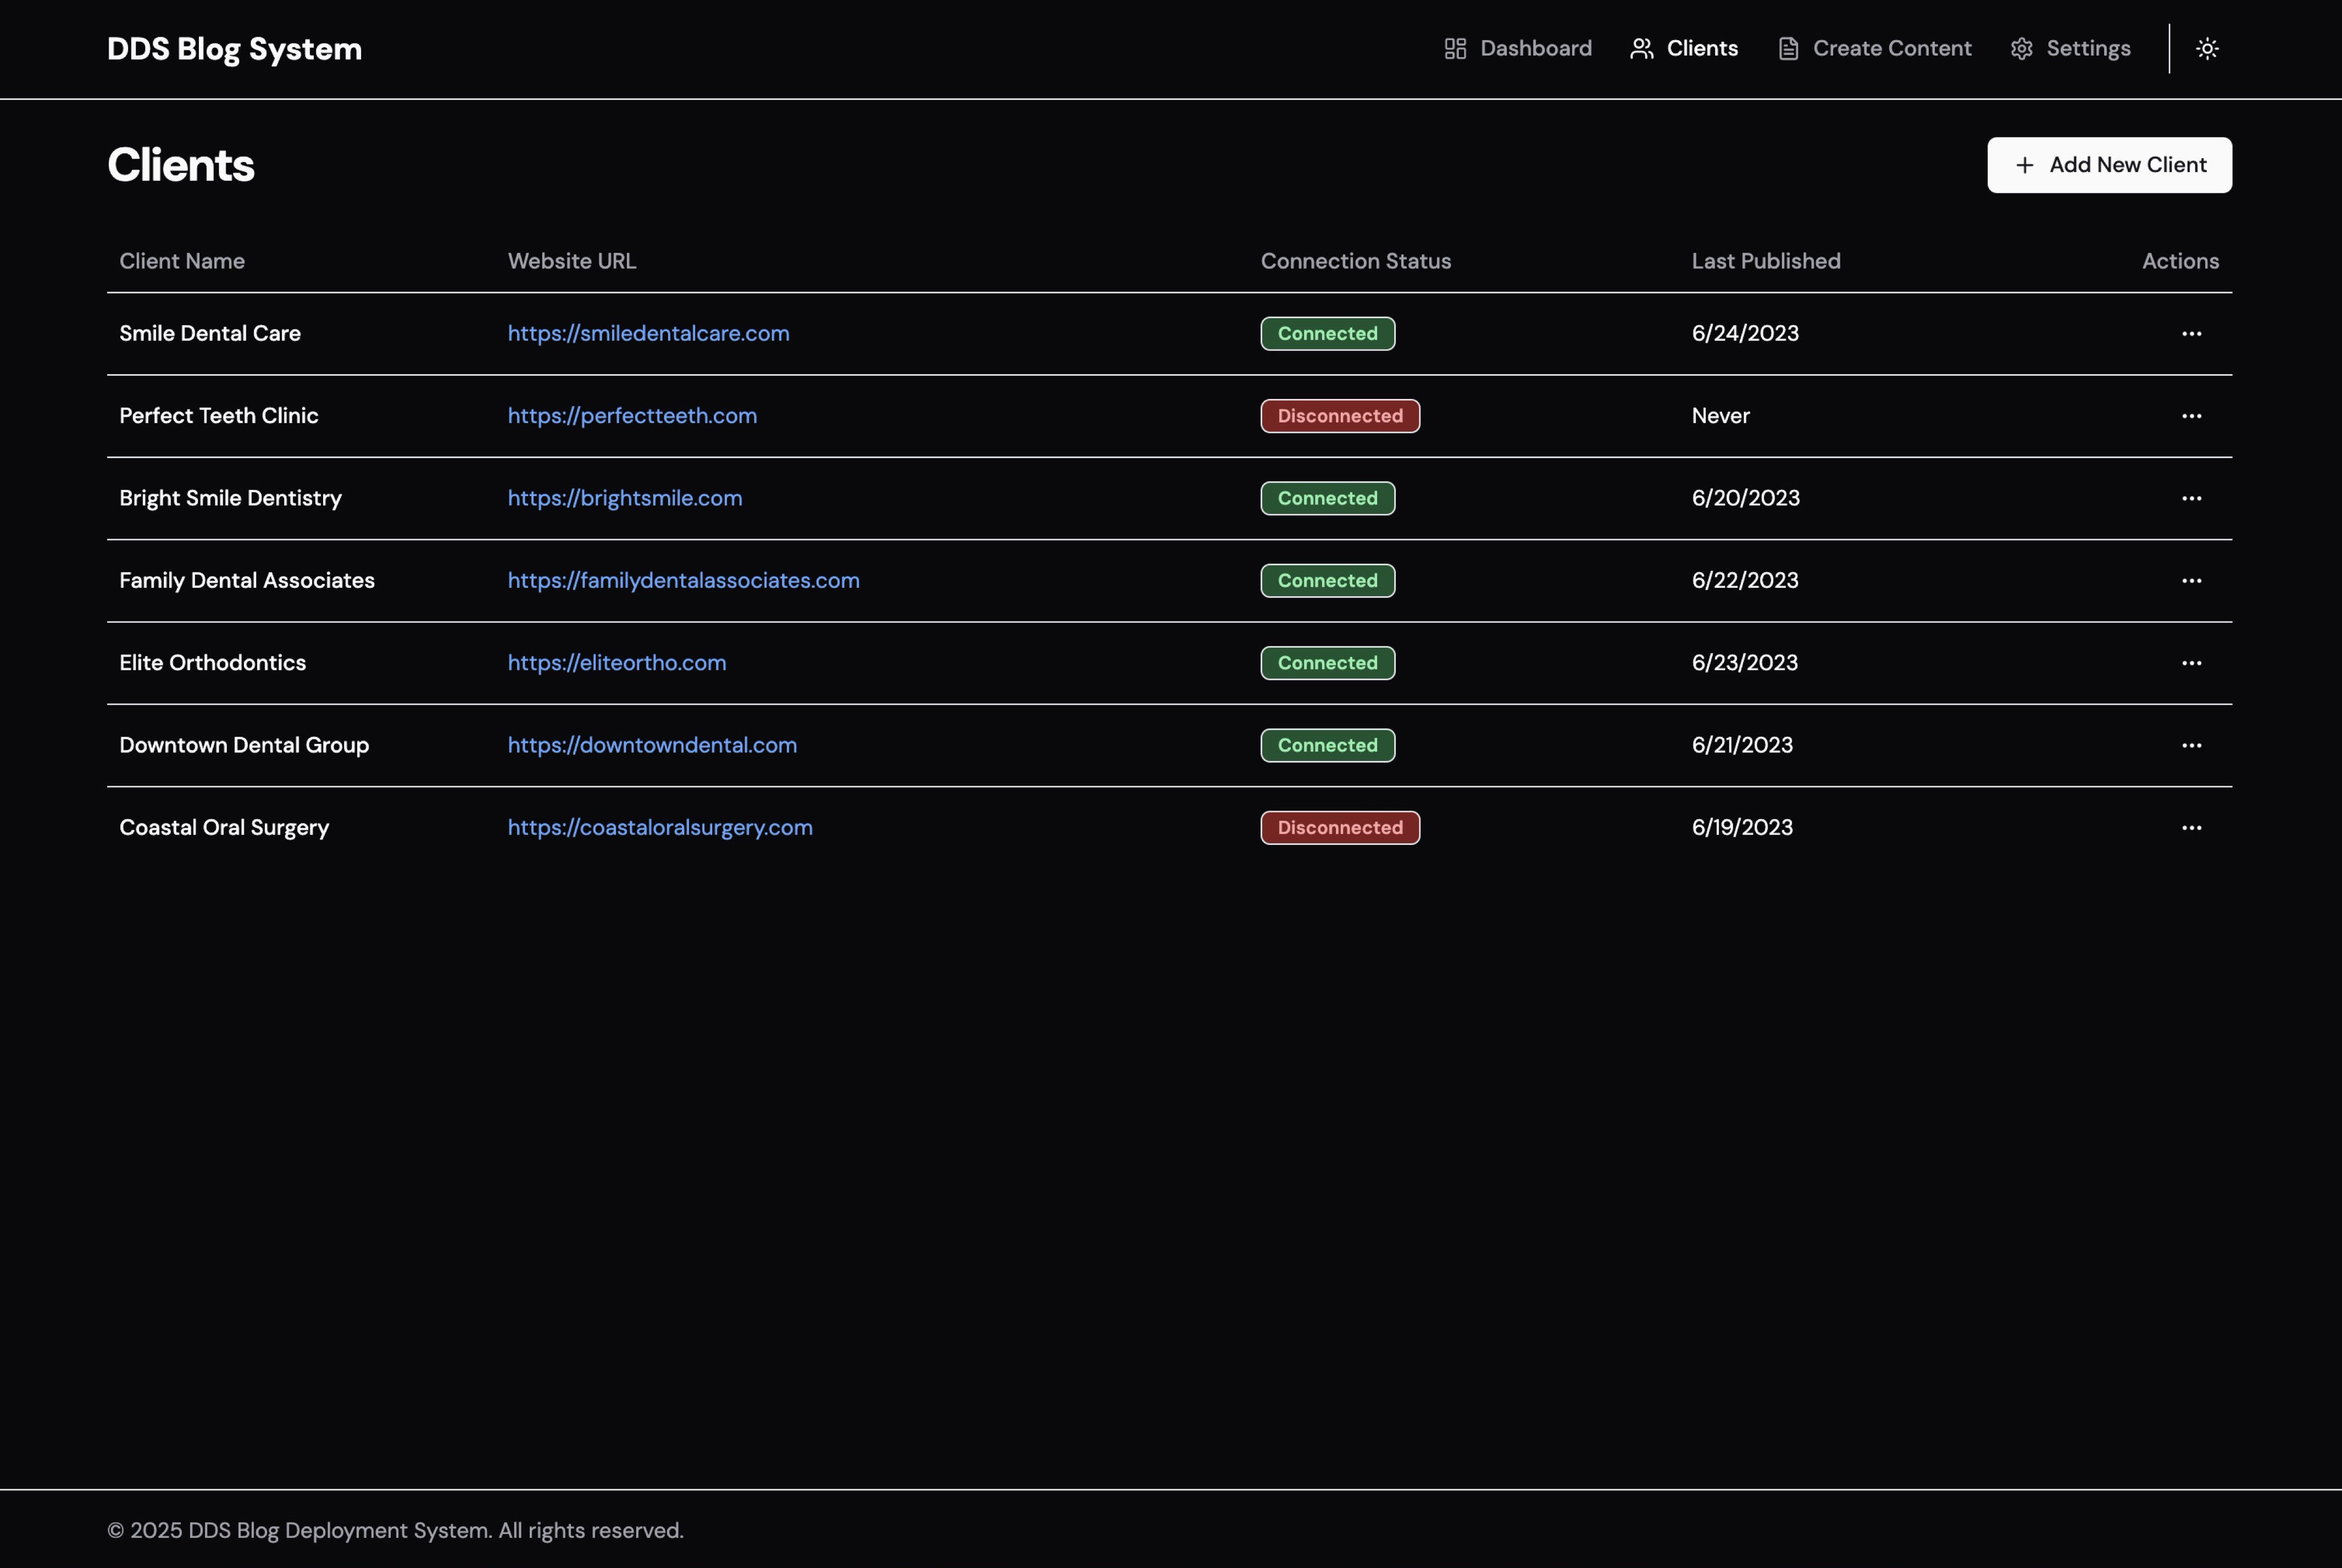 DDS Blog System
Dashboard Clients Create Content Settings
Clients
Add New Client
Client Name Website URL Connection Status Last Published Actions
Smile Dental Care https://smiledentalcare.com Connected 6/24/2023
Perfect Teeth Clinic https://perfectteeth.com Disconnected Never
Bright Smile Dentistry https://brightsmile.com Connected 6/20/2023
Family Dental Associates https://familydentalassociates.com Connected 6/22/2023
Elite Orthodontics https://eliteortho.com Connected 6/23/2023
Downtown Dental Group https://downtowndental.com Connected 6/21/2023
Coastal Oral Surgery https://coastaloralsurgery.com Disconnected 6/19/2023
© 2025 DDS Blog Deployment System. All rights reserved.